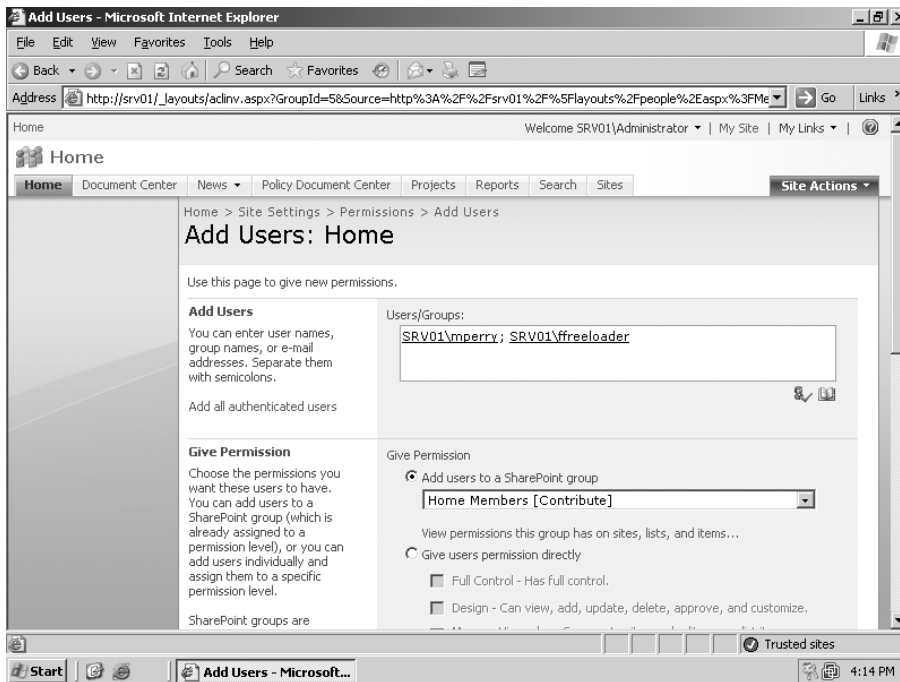 Add Users - Microsoft Internet Explorer
File Edit View Favorites Tools Help
Back Search Favorites
Address http://srv01/_layouts/aclinv.aspx?GroupId=5&Source=http%3A%2F%2Fsrv01%2F%5Flayouts%2Fpeople%2Easpx%3FMe Go Links »
Home Welcome SRV01\Administrator | My Site | My Links |
Home
Home Document Center News Policy Document Center Projects Reports Search Sites Site Actions
Home > Site Settings > Permissions > Add Users
Add Users: Home
Use this page to give new permissions.
Add Users
You can enter user names,
group names, or e-mail
addresses. Separate them
with semicolons.
Add all authenticated users
Users/Groups:
SRV01\mperry; SRV01\ffreeloader
Give Permission
Choose the permissions you
want these users to have.
You can add users to a
SharePoint group (which is
already assigned to a
permission level), or you can
add users individually and
assign them to a specific
permission level.
SharePoint groups are
Give Permission
Add users to a SharePoint group
Home Members [Contribute]
View permissions this group has on sites, lists, and items...
Give users permission directly
Full Control - Has full control.
Design - Can view, add, update, delete, approve, and customize.
Trusted sites
Start Add Users - Microsoft... 4:14 PM